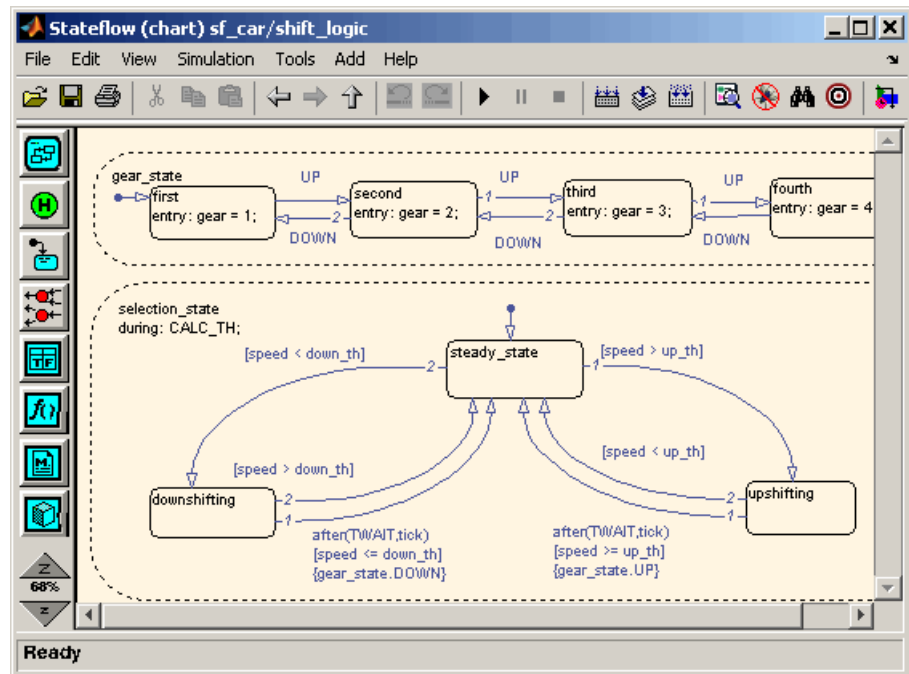 Stateflow (chart) sf_car/shift_logic
File Edit View Simulation Tools Add Help
gear_state
UP
UP
UP
first
entry: gear = 1;
second
entry: gear = 2;
third
entry: gear = 3;
fourth
entry: gear = 4
1
2
1
2
1
DOWN
DOWN
DOWN
H
selection_state
during: CALC_TH;
[speed < down_th]
2
steady_state
1
[speed > up_th]
[speed > down_th]
[speed < up_th]
downshifting
2
1
2
1
upshifting
after(TWAIT,tick)
[speed <= down_th]
{gear_state.DOWN}
after(TWAIT,tick)
[speed >= up_th]
{gear_state.UP}
TF
f()
M
Z
68%
Z
Ready